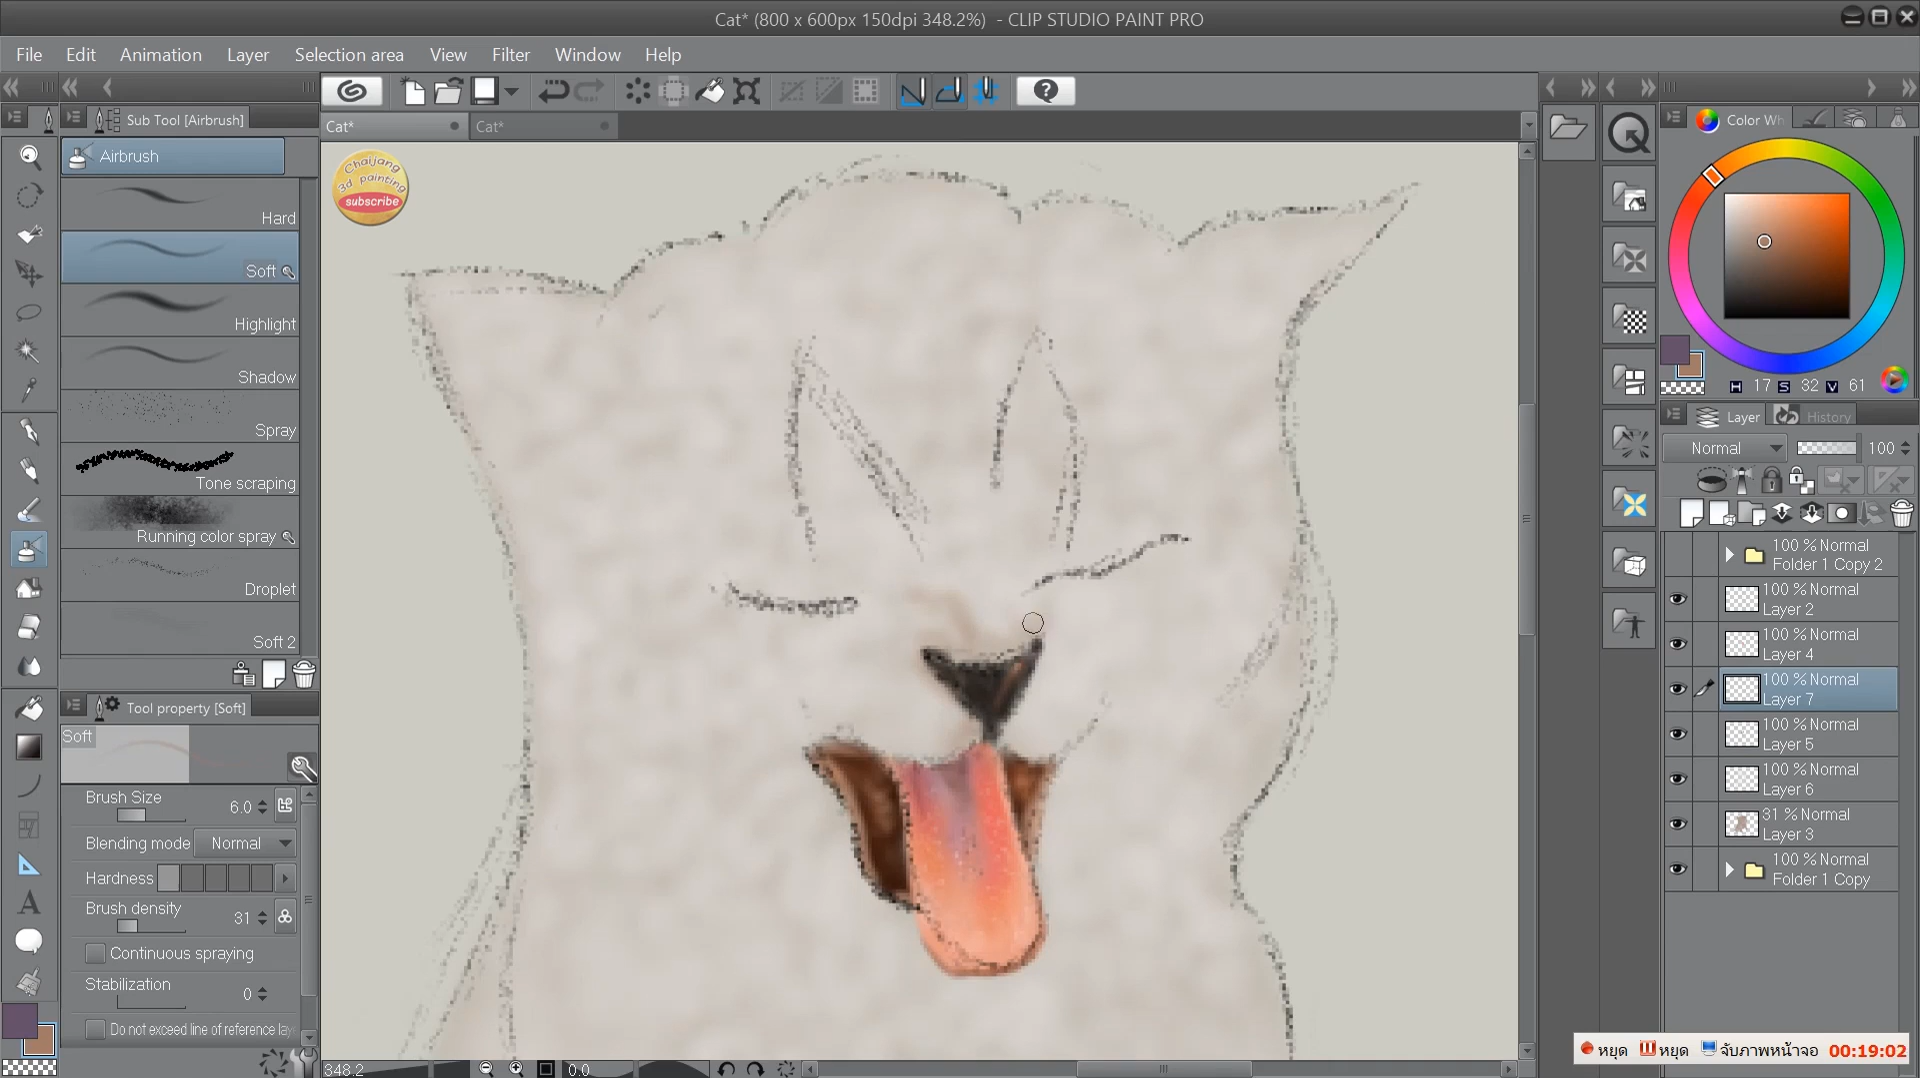 Cat* (800 x 600px 150dpi 348.2%)  - CLIP STUDIO PAINT PRO
File Edit Animation Layer Selection area View Filter Window Help
Sub Tool [Airbrush]
Cat*
Cat*
Color Wh
Airbrush
Hard
Soft
Highlight
Shadow
Spray
Tone scraping
Running color spray
Droplet
Soft 2
Chaijang
3d painting
subscribe
H 17 S 32 V 61
Layer
History
Normal 100
100 % Normal
Folder 1 Copy 2
100 % Normal
Layer 2
100 % Normal
Layer 4
100 % Normal
Layer 7
100 % Normal
Layer 5
100 % Normal
Layer 6
31 % Normal
Layer 3
100 % Normal
Folder 1 Copy
Tool property [Soft]
Soft
Brush Size 6.0
Blending mode Normal
Hardness
Brush density 31
Continuous spraying
Stabilization 0
Do not exceed line of reference lay
A
348.2 0.0
หยุด หยุด จับภาพหน้าจอ 00:19:02